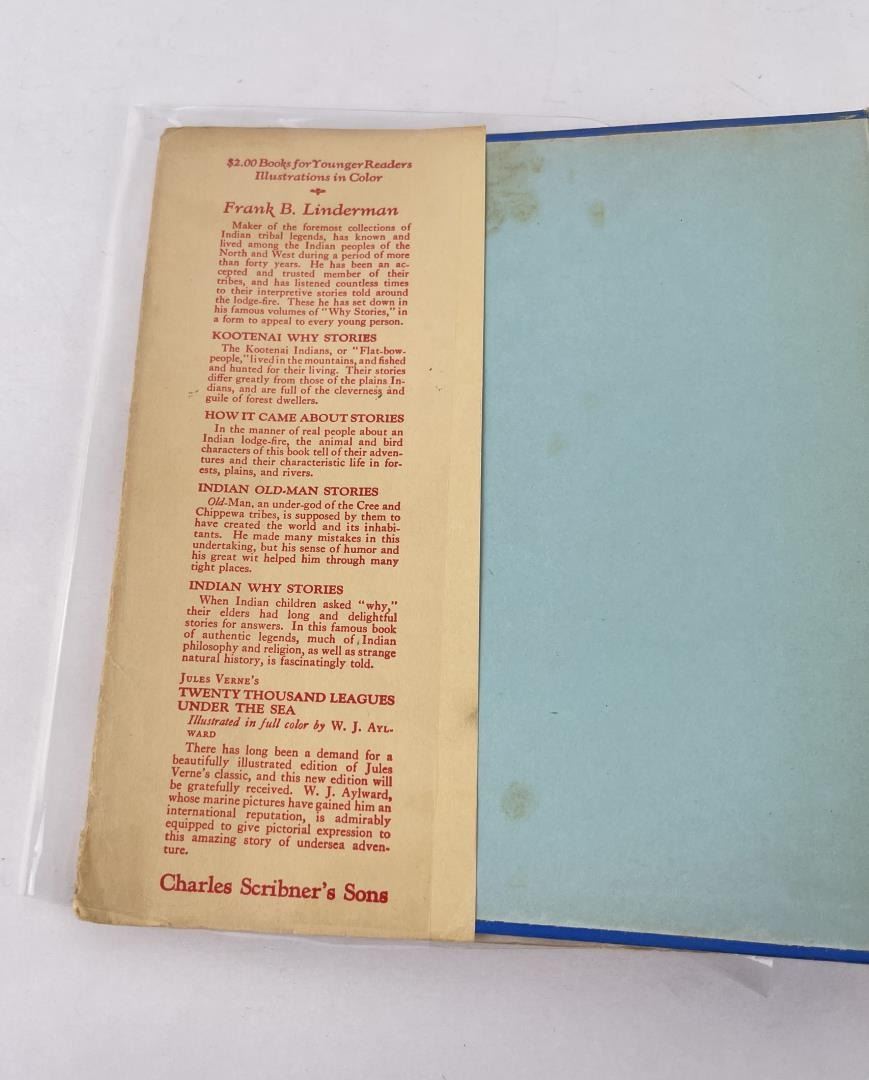 $2.00 Books for Younger Readers
Illustrations in Color
Frank B. Linderman
Maker of the foremost collections of
Indian tribal legends, has known and
lived among the Indian peoples of the
North and West during a period of more
than forty years. He has been an ac-
cepted and trusted member of their
tribes, and has listened countless times
to their interpretive stories told around
the lodge-fire. These he has set down in
his famous volumes of "Why Stories," in
a form to appeal to every young person.
KOOTENAI WHY STORIES
The Kootenai Indians, or "Flat-bow-
people," lived in the mountains, and fished
and hunted for their living. Their stories
differ greatly from those of the plains In-
dians, and are full of the cleverness and
guile of forest dwellers.
HOW IT CAME ABOUT STORIES
In the manner of real people about an
Indian lodge-fire, the animal and bird
characters of this book tell of their adven-
tures and their characteristic life in for-
ests, plains, and rivers.
INDIAN OLD-MAN STORIES
Old-Man, an under-god of the Cree and
Chippewa tribes, is supposed by them to
have created the world and its inhabi-
tants. He made many mistakes in this
undertaking, but his sense of humor and
his great wit helped him through many
tight places.
INDIAN WHY STORIES
When Indian children asked "why,"
their elders had long and delightful
stories for answers. In this famous book
of authentic legends, much of Indian
philosophy and religion, as well as strange
natural history, is fascinatingly told.
JULES VERNE'S
TWENTY THOUSAND LEAGUES
UNDER THE SEA
Illustrated in full color by W. J. AYL-
WARD
There has long been a demand for a
beautifully illustrated edition of Jules
Verne's classic, and this new edition will
be gratefully received. W. J. Aylward,
whose marine pictures have gained him an
international reputation, is admirably
equipped to give pictorial expression to
this amazing story of undersea adven-
ture.
Charles Scribner's Sons